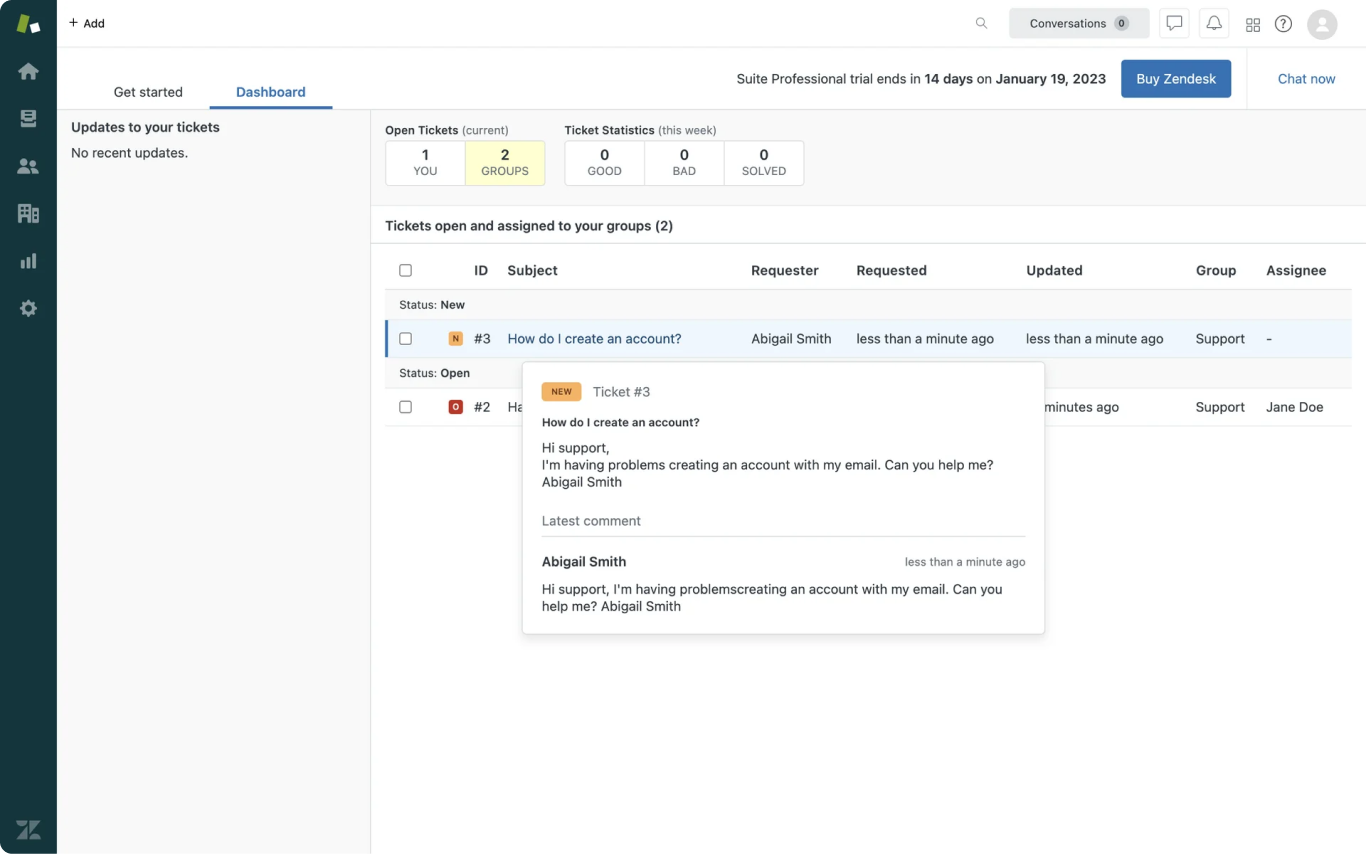 + Add
Conversations 0
Get started
Dashboard
Suite Professional trial ends in 14 days on January 19, 2023
Buy Zendesk
Chat now
Updates to your tickets
No recent updates.
Open Tickets (current)
Ticket Statistics (this week)
1
2
0
0
0
YOU
GROUPS
GOOD
BAD
SOLVED
Tickets open and assigned to your groups (2)
ID Subject Requester Requested Updated Group Assignee
Status: New
N #3 How do I create an account? Abigail Smith less than a minute ago less than a minute ago Support -
Status: Open
O #2 Ha minutes ago Support Jane Doe
NEW Ticket #3
How do I create an account?
Hi support,
I'm having problems creating an account with my email. Can you help me?
Abigail Smith
Latest comment
Abigail Smith less than a minute ago
Hi support, I'm having problemscreating an account with my email. Can you
help me? Abigail Smith